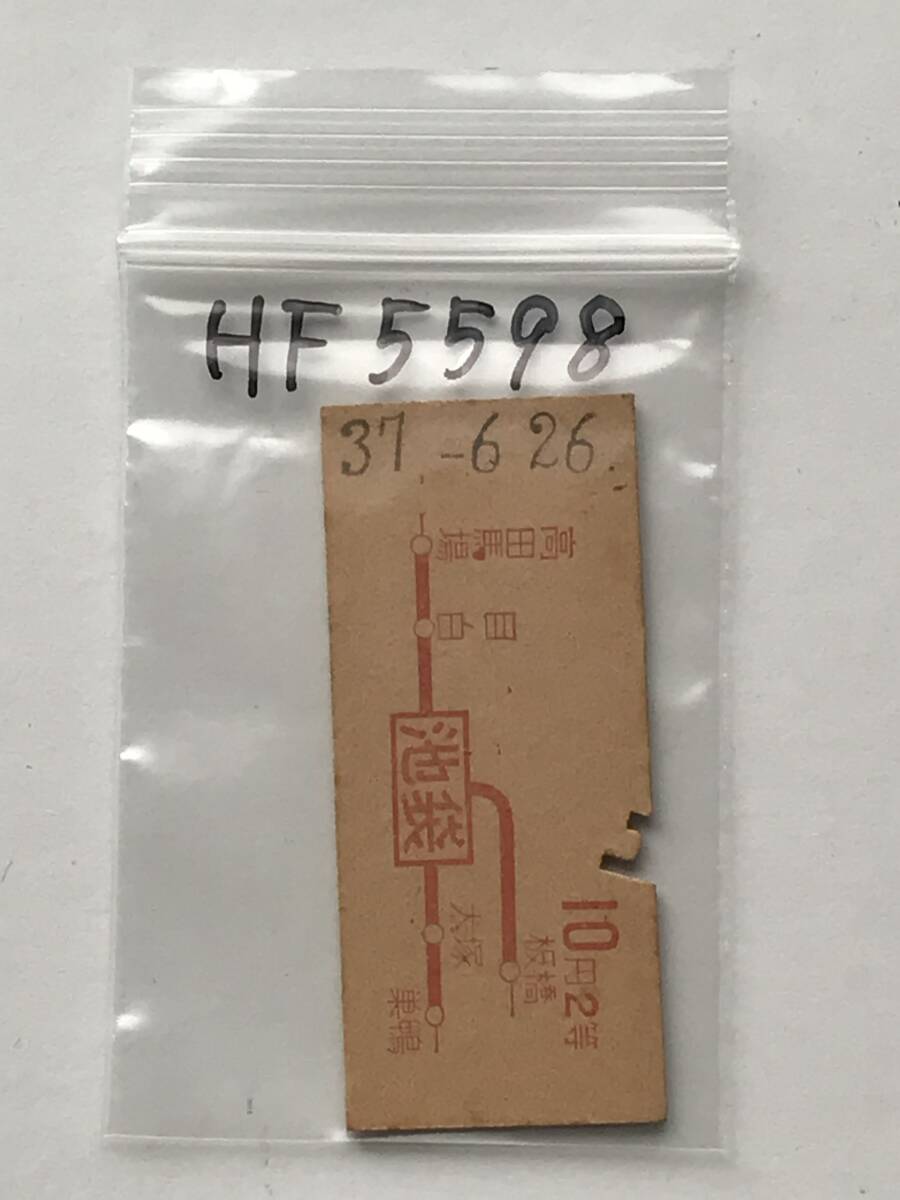 HF5598
37 -6 26.
高田馬場
目白
池袋
大塚
巣鴨
板橋
10円2等